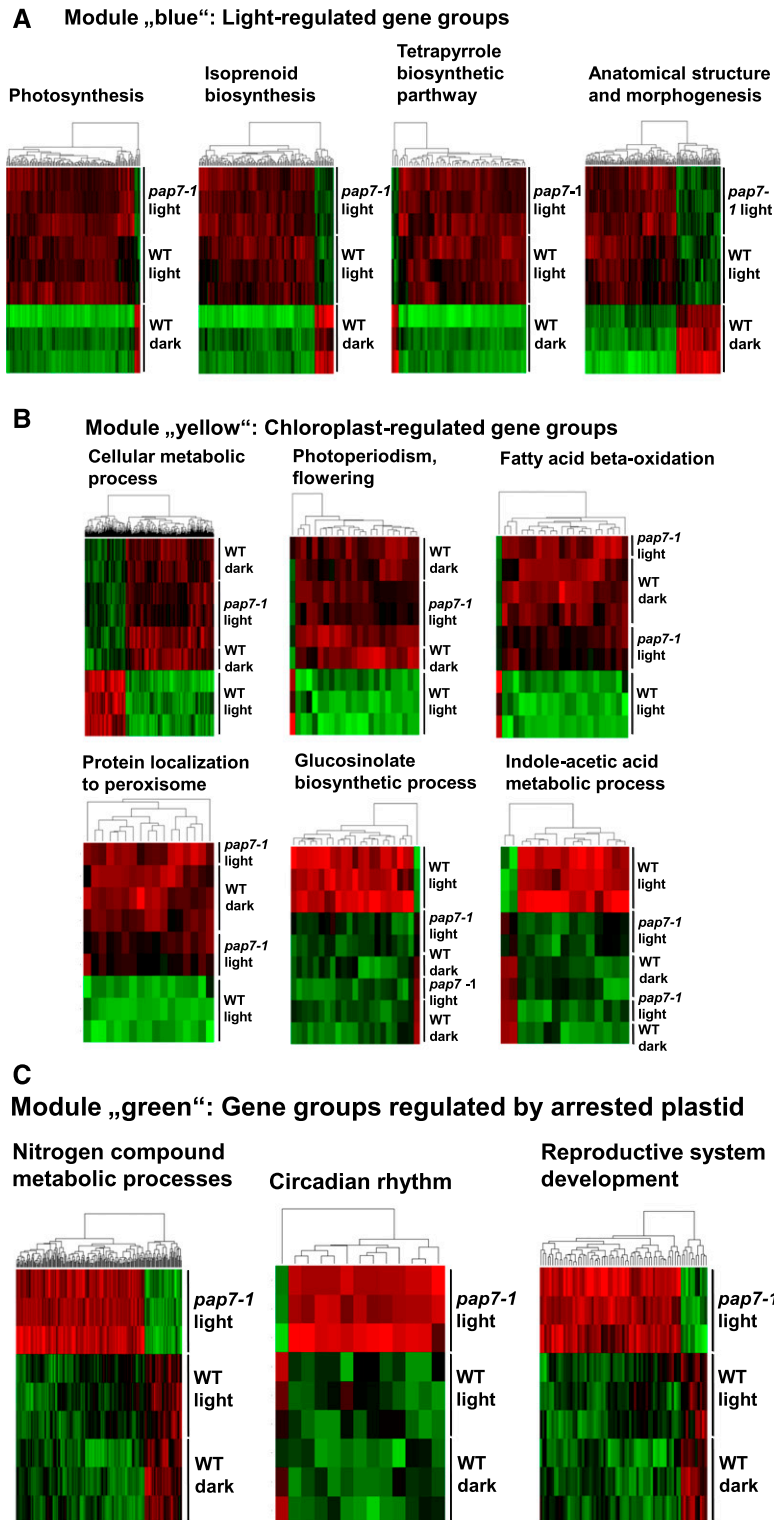 A
Module „blue“: Light-regulated gene groups
Photosynthesis
Isoprenoid
biosynthesis
Tetrapyrrole
biosynthetic
parthway
Anatomical structure
and morphogenesis
pap7-1
light
WT
light
WT
dark
pap7-1
light
WT
light
WT
dark
pap7-1
light
WT
light
WT
dark
pap7-
1 light
WT
light
WT
dark
B
Module „yellow“: Chloroplast-regulated gene groups
Cellular metabolic
process
Photoperiodism,
flowering
Fatty acid beta-oxidation
WT
dark
pap7-1
light
WT
dark
WT
light
WT
dark
pap7-1
light
WT
dark
WT
light
pap7-1
light
WT
dark
pap7-1
light
WT
light
Protein localization
to peroxisome
Glucosinolate
biosynthetic process
Indole-acetic acid
metabolic process
pap7-1
light
WT
dark
pap7-1
light
WT
light
WT
light
pap7-1
light
WT
dark
pap7 -1
light
WT
dark
WT
light
pap7-1
light
WT
dark
pap7-1
light
WT
dark
C
Module „green“: Gene groups regulated by arrested plastid
Nitrogen compound
metabolic processes
Circadian rhythm
Reproductive system
development
pap7-1
light
WT
light
WT
dark
pap7-1
light
WT
light
WT
dark
pap7-1
light
WT
light
WT
dark